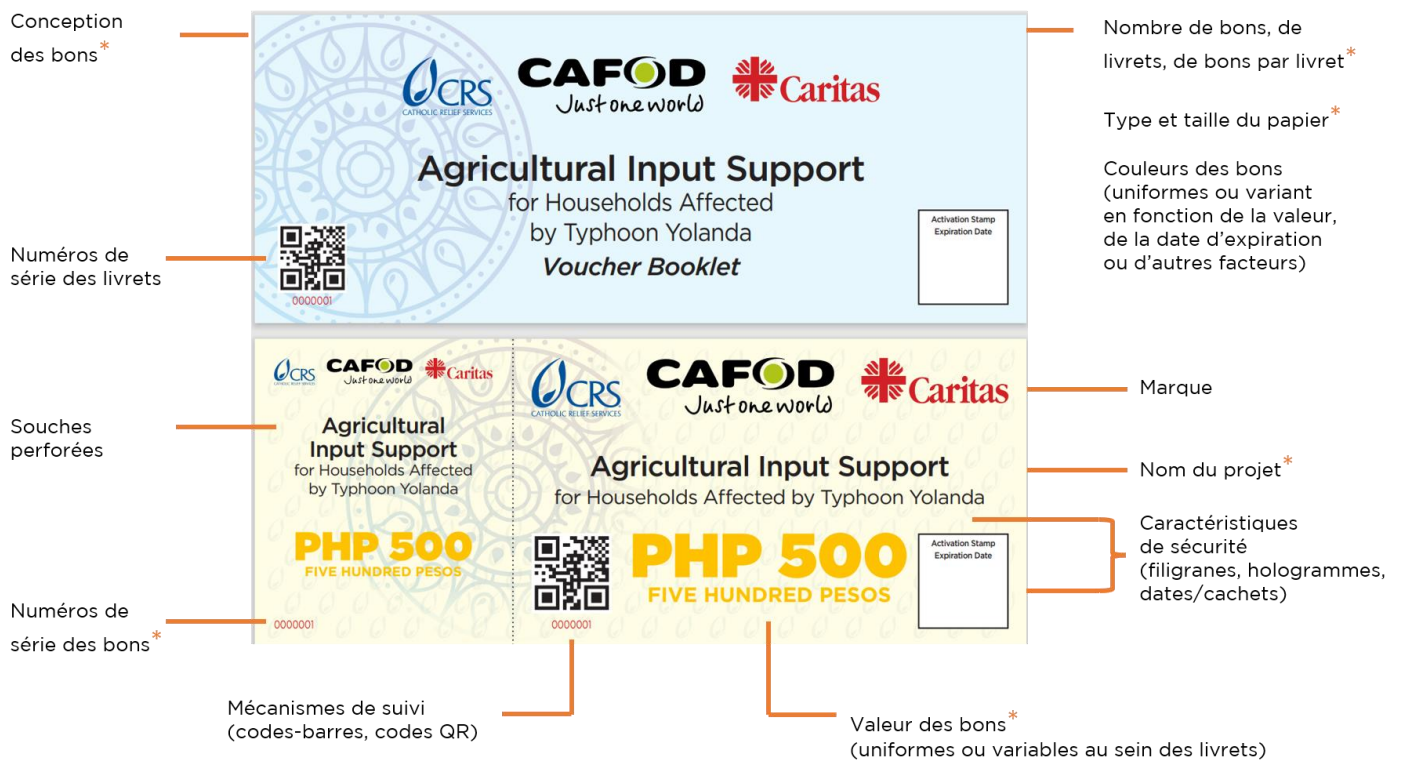 Conception
des bons*
Nombre de bons, de
livrets, de bons par livret*
Type et taille du papier*
Couleurs des bons
(uniformes ou variant
en fonction de la valeur,
de la date d'expiration
ou d'autres facteurs)
CRS
CATHOLIC RELIEF SERVICES
CAFOD
Just one world
Caritas
Agricultural Input Support
for Households Affected
by Typhoon Yolanda
Voucher Booklet
Activation Stamp
Expiration Date
0000001
Numéros de
série des livrets
CRS
CATHOLIC RELIEF SERVICES
CAFOD
Just one world
Caritas
Agricultural
Input Support
for Households Affected
by Typhoon Yolanda
PHP 500
FIVE HUNDRED PESOS
0000001
CRS
CATHOLIC RELIEF SERVICES
CAFOD
Just one world
Caritas
Agricultural Input Support
for Households Affected by Typhoon Yolanda
PHP 500
FIVE HUNDRED PESOS
Activation Stamp
Expiration Date
0000001
Souches
perforées
Numéros de
série des bons*
Marque
Nom du projet*
Caractéristiques
de sécurité
(filigranes, hologrammes,
dates/cachets)
Mécanismes de suivi
(codes-barres, codes QR)
Valeur des bons*
(uniformes ou variables au sein des livrets)